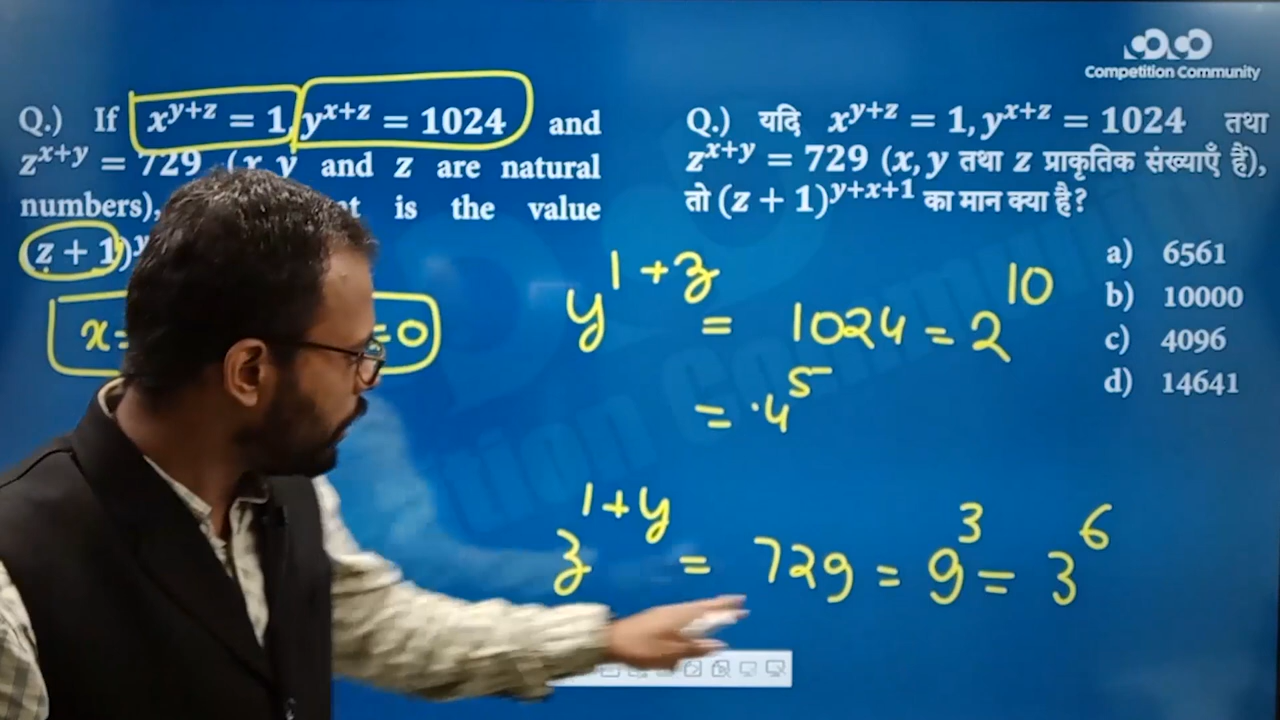 Competition Community
Q.) If x^{y+z} = 1, y^{x+z} = 1024 and
z^{x+y} = 729 (x, y and z are natural
numbers), is the value
(z + 1)^y
x= =0
Q.) यदि x^{y+z} = 1, y^{x+z} = 1024 तथा
z^{x+y} = 729 (x, y तथा z प्राकृतिक संख्याएँ हैं),
तो (z + 1)^{y+x+1} का मान क्या है?
a) 6561
b) 10000
c) 4096
d) 14641
y^{1+z} = 1024 = 2^{10}
= 4^5
z^{1+y} = 729 = 9^3 = 3^6